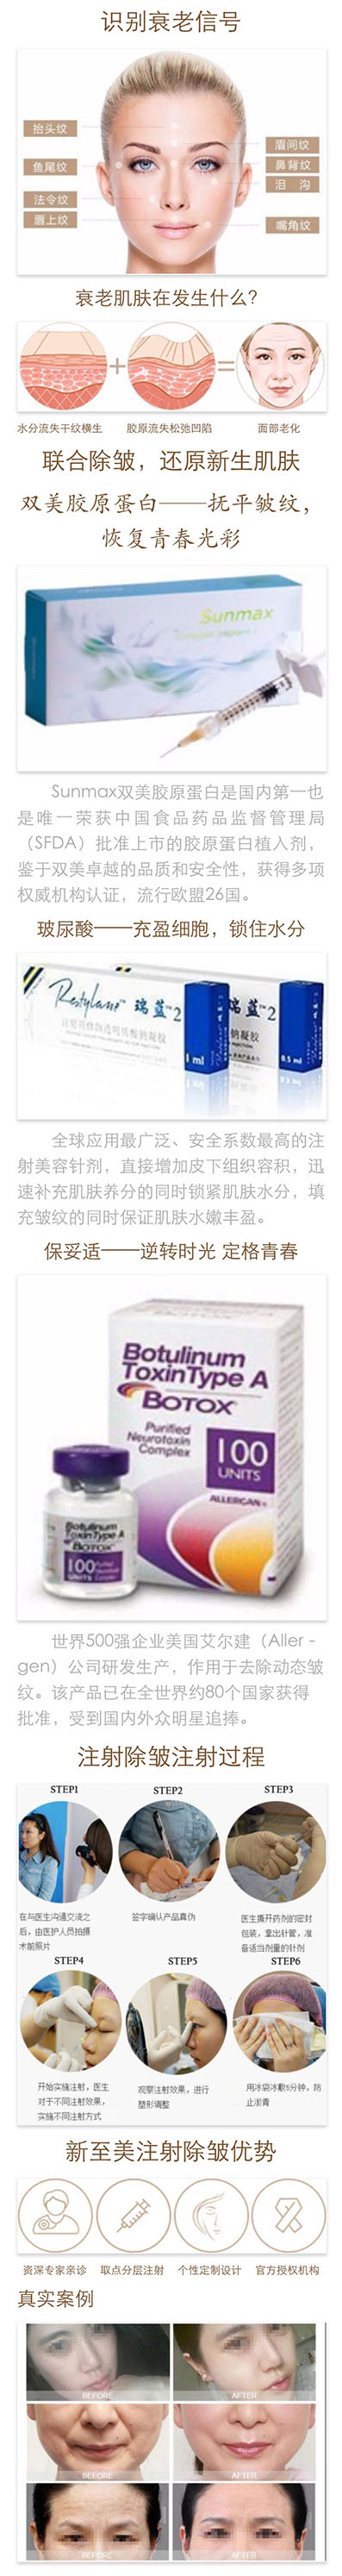 识别衰老信号
抬头纹
眉间纹
鱼尾纹
鼻背纹
泪 沟
法令纹
唇上纹
嘴角纹
衰老肌肤在发生什么?
水分流失干纹横生
胶原流失松弛凹陷
面部老化
联合除皱，还原新生肌肤
双美胶原蛋白——抚平皱纹，
恢复青春光彩
Sunmax
Sunmax双美胶原蛋白是国内第一也
是唯一荣获中国食品药品监督管理局
（SFDA）批准上市的胶原蛋白植入剂，
鉴于双美卓越的品质和安全性，获得多项
权威机构认证，流行欧盟26国。
玻尿酸——充盈细胞，锁住水分
Restylane 瑞蓝™2
瑞蓝™2
1 ml
0.5 ml
全球应用最广泛、安全系数最高的注
射美容针剂，直接增加皮下组织容积，迅
速补充肌肤养分的同时锁紧肌肤水分，填
充皱纹的同时保证肌肤水嫩丰盈。
保妥适——逆转时光 定格青春
Botulinum
Toxin Type A
BOTOX
Purified
Neurotoxin
Complex
100
UNITS
ALLERGAN
Botulinum
Toxin Type A
BOTOX
100
UNITS
世界500强企业美国艾尔建（Aller -
gen）公司研发生产，作用于去除动态皱
纹。该产品已在全世界约80个国家获得
批准，受到国内外众明星追捧。
注射除皱注射过程
STEP1
STEP2
STEP3
在与医生沟通交流之
后，由医护人员拍摄
术前照片
签字确认产品真伪
医生撕开药剂的密封
包装，拿出针管，准
备适当剂量的针剂
STEP4
STEP5
STEP6
开始实施注射，医生
对于不同注射效果，
实施不同注射方式
观察注射效果，进行
塑形调整
用冰袋冰敷5分钟，防
止淤青
新至美注射除皱优势
资深专家亲诊
取点分层注射
个性定制设计
官方授权机构
真实案例
BEFORE
AFTER
BEFORE
AFTER
BEFORE
AFTER